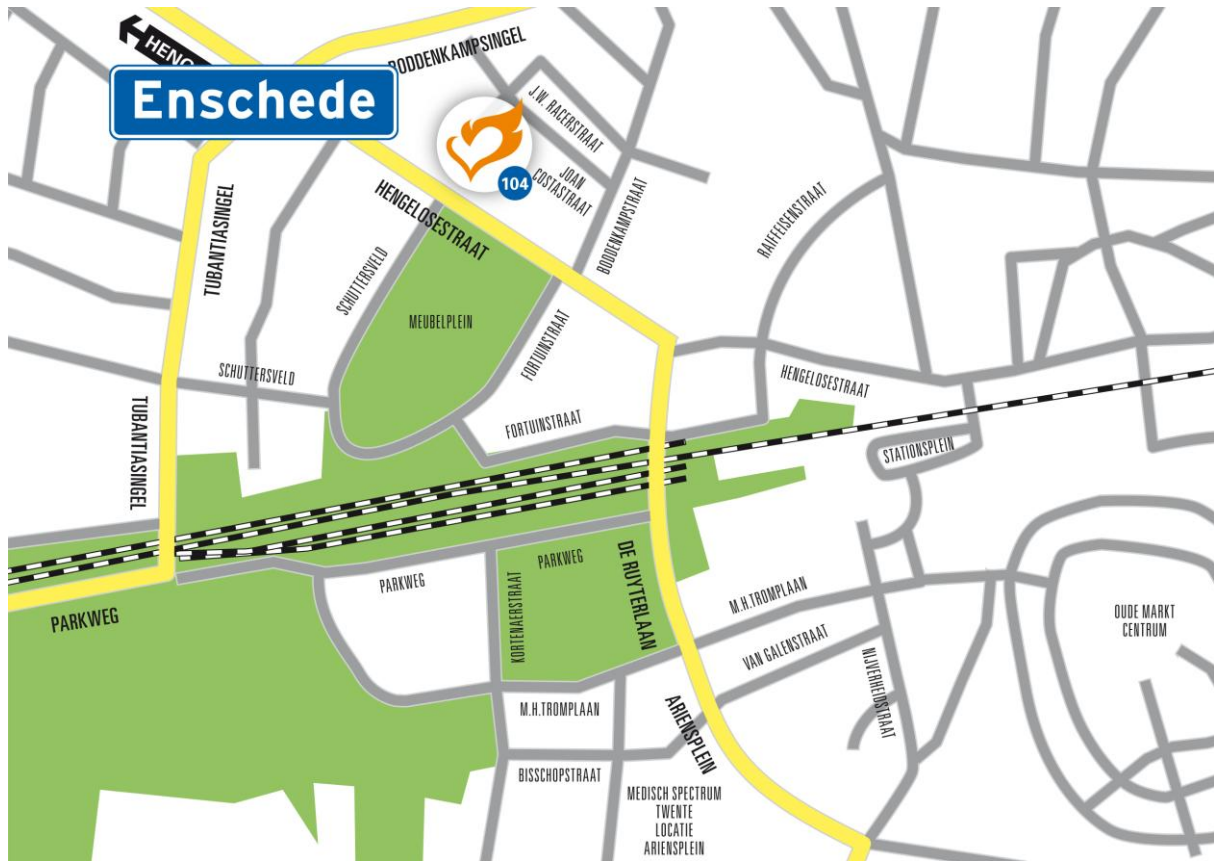 HENG
BODDENKAMPSINGEL
Enschede
J.W. RACERSTRAAT
JOAN
COSTASTRAAT
104
HENGELOSESTRAAT
TUBANTIASINGEL
BODDENKAMPSTRAAT
RAIFFEISENSTRAAT
SCHUTTERSVELD
MEUBELPLEIN
FORTUINSTRAAT
SCHUTTERSVELD
HENGELOSESTRAAT
TUBANTIASINGEL
FORTUINSTRAAT
STATIONSPLEIN
PARKWEG
PARKWEG
PARKWEG
KORTENAERSTRAAT
DE RUYTERLAAN
M.H.TROMPLAAN
OUDE MARKT
CENTRUM
VAN GALENSTRAAT
NIJVERHEIDSTRAAT
M.H.TROMPLAAN
ARIENSPLEIN
BISSCHOPSTRAAT
MEDISCH SPECTRUM
TWENTE
LOCATIE
ARIENSPLEIN